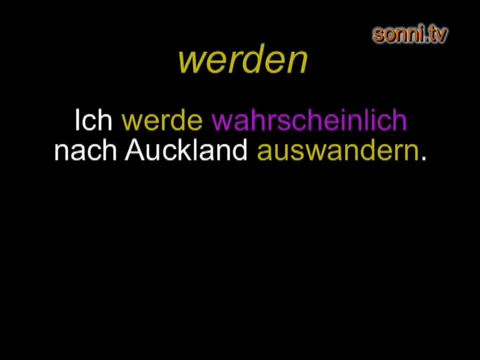 sonni.tv
werden
Ich werde wahrscheinlich
nach Auckland auswandern.